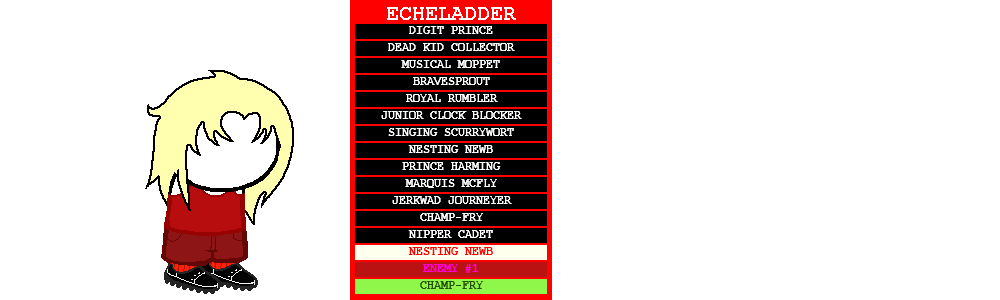 ECHELADDER
DIGIT PRINCE
DEAD KID COLLECTOR
MUSICAL MOPPET
BRAVESPROUT
ROYAL RUMBLER
JUNIOR CLOCK BLOCKER
SINGING SCURRYWORT
NESTING NEWB
PRINCE HARMING
MARQUIS MCFLY
JERKWAD JOURNEYER
CHAMP-FRY
NIPPER CADET
NESTING NEWB
ENEMY #1
CHAMP-FRY